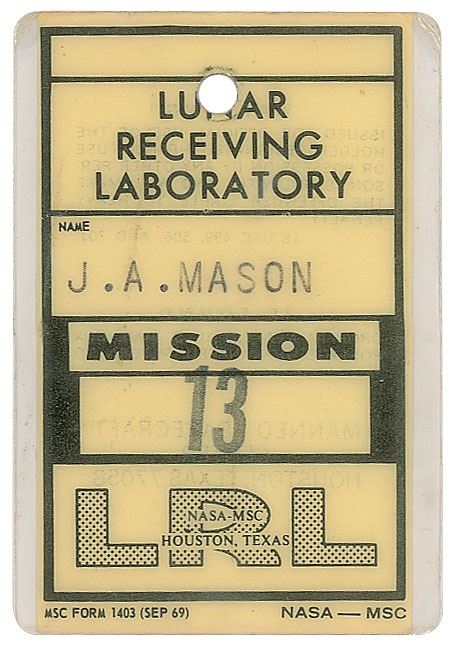 LUNAR
RECEIVING
LABORATORY
NAME
J.A.MASON
MISSION
13
LRL
NASA-MSC
HOUSTON, TEXAS
MSC FORM 1403 (SEP 69) NASA — MSC